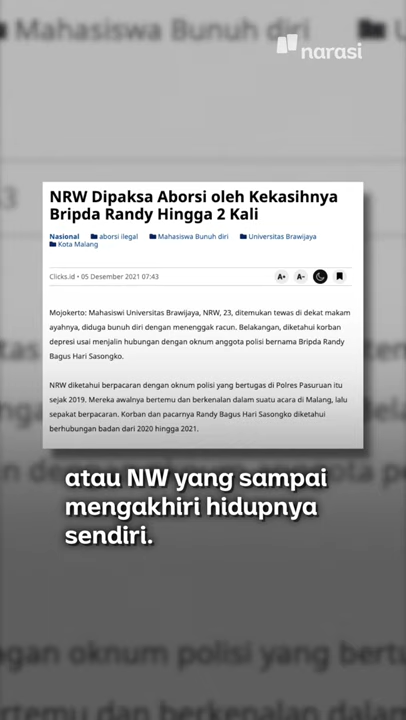 Mahasiswa Bunuh diri
narasi
NRW Dipaksa Aborsi oleh Kekasihnya
Bripda Randy Hingga 2 Kali
Nasional aborsi ilegal Mahasiswa Bunuh diri Universitas Brawijaya
Kota Malang
Clicks.id • 05 Desember 2021 07:43 A+ A-
Mojokerto: Mahasiswi Universitas Brawijaya, NRW, 23, ditemukan tewas di dekat makam
ayahnya, diduga bunuh diri dengan menenggak racun. Belakangan, diketahui korban
depresi usai menjalin hubungan dengan oknum anggota polisi bernama Bripda Randy
Bagus Hari Sasongko.
NRW diketahui berpacaran dengan oknum polisi yang bertugas di Polres Pasuruan itu
sejak 2019. Mereka awalnya bertemu dan berkenalan dalam suatu acara di Malang, lalu
sepakat berpacaran. Korban dan pacarnya Randy Bagus Hari Sasongko diketahui
berhubungan badan dari 2020 hingga 2021.
atau NW yang sampai
mengakhiri hidupnya
sendiri.
oknum polisi yang
dan berkenalan dalam